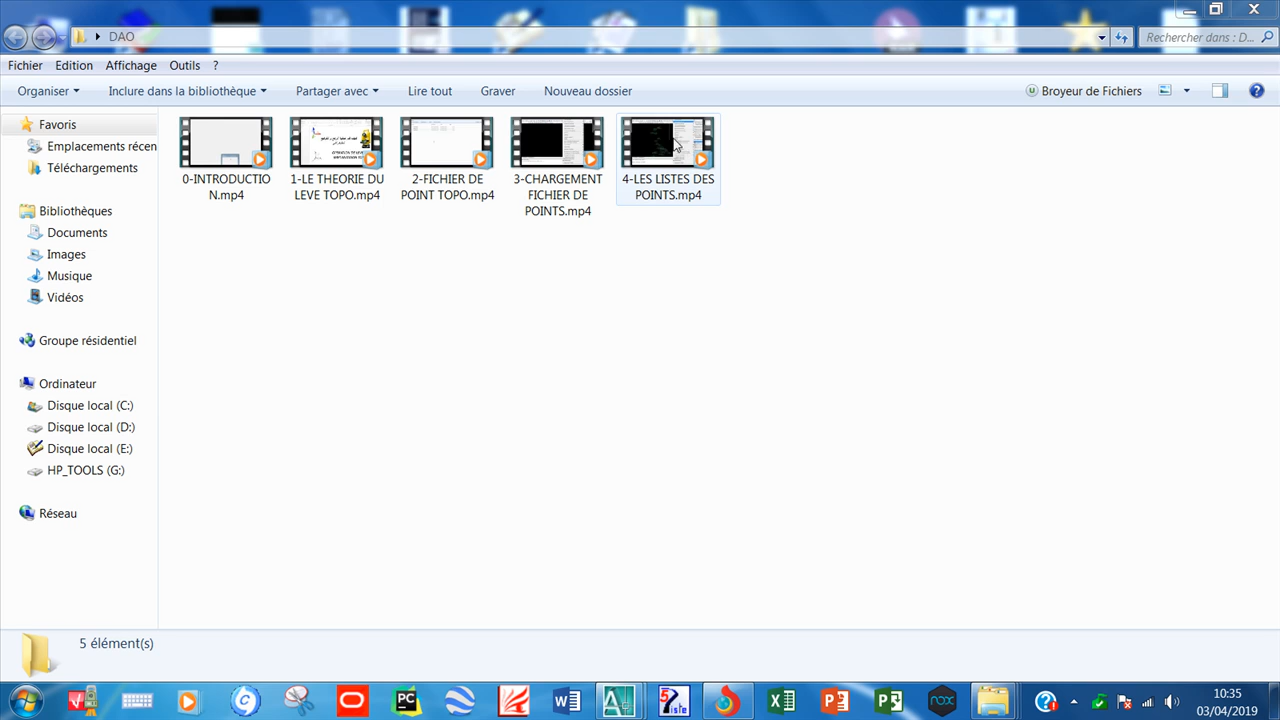 DAO
Rechercher dans : D...
Fichier Edition Affichage Outils ?
Organiser Inclure dans la bibliothèque Partager avec Lire tout Graver Nouveau dossier Broyeur de Fichiers
Favoris
Emplacements récen
Téléchargements
Bibliothèques
Documents
Images
Musique
Vidéos
Groupe résidentiel
Ordinateur
Disque local (C:)
Disque local (D:)
Disque local (E:)
HP_TOOLS (G:)
Réseau
0-INTRODUCTIO
N.mp4
1-LE THEORIE DU
LEVE TOPO.mp4
2-FICHIER DE
POINT TOPO.mp4
3-CHARGEMENT
FICHIER DE
POINTS.mp4
4-LES LISTES DES
POINTS.mp4
5 élément(s)
10:35
03/04/2019